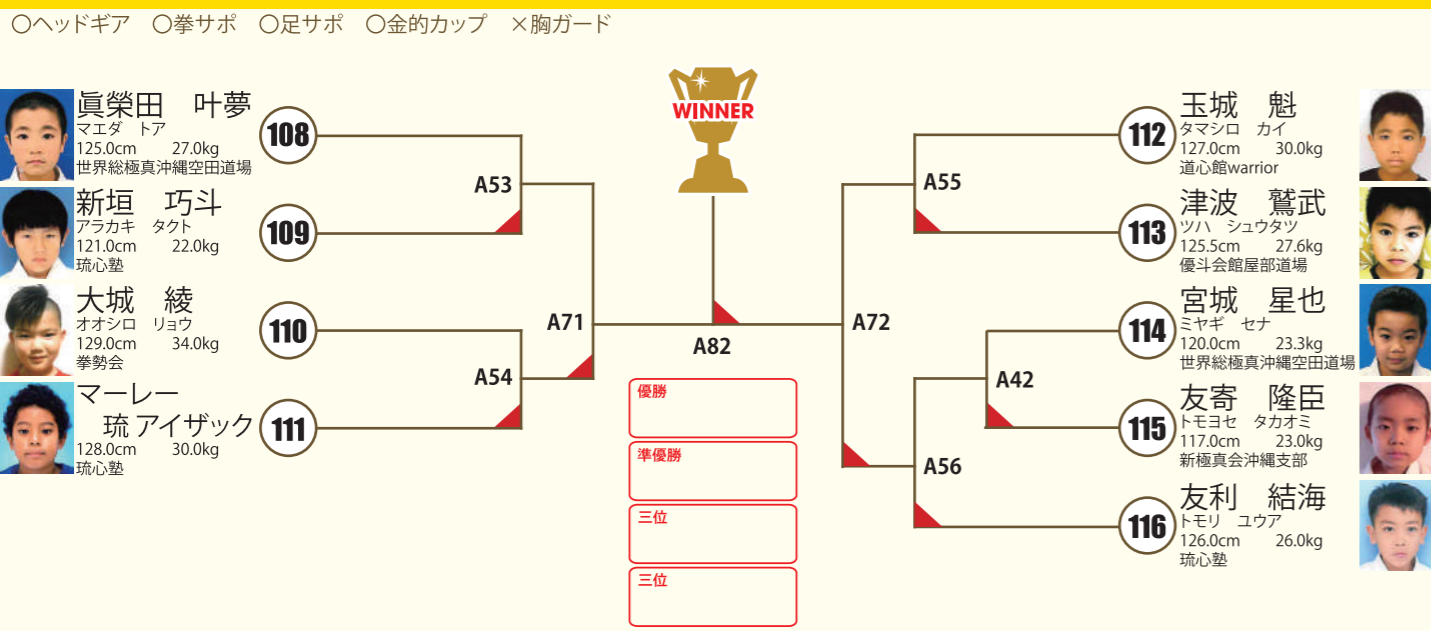 ○ヘッドギア　○拳サポ　○足サポ　○金的カップ　×胸ガード
WINNER
眞榮田　叶夢
マエダ　トア
125.0cm　27.0kg
世界総極真沖縄空田道場
108
新垣　巧斗
アラカキ　タクト
121.0cm　22.0kg
琉心塾
109
大城　綾
オオシロ　リョウ
129.0cm　34.0kg
拳勢会
110
マーレー
琉 アイザック
128.0cm　30.0kg
琉心塾
111
A53
A54
A71
A82
優勝
準優勝
三位
三位
A72
A55
A42
A56
112
玉城　魁
タマシロ　カイ
127.0cm　30.0kg
道心館warrior
113
津波　鷲武
ツハ　シュウタツ
125.5cm　27.6kg
優斗会館屋部道場
114
宮城　星也
ミヤギ　セナ
120.0cm　23.3kg
世界総極真沖縄空田道場
115
友寄　隆臣
トモヨセ　タカオミ
117.0cm　23.0kg
新極真会沖縄支部
116
友利　結海
トモリ　ユウア
126.0cm　26.0kg
琉心塾